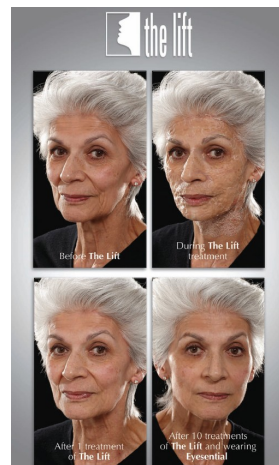 the lift
Before The Lift
During The Lift
treatment
After 1 treatment
of The Lift
After 10 treatments
of The Lift and wearing
Eyesential